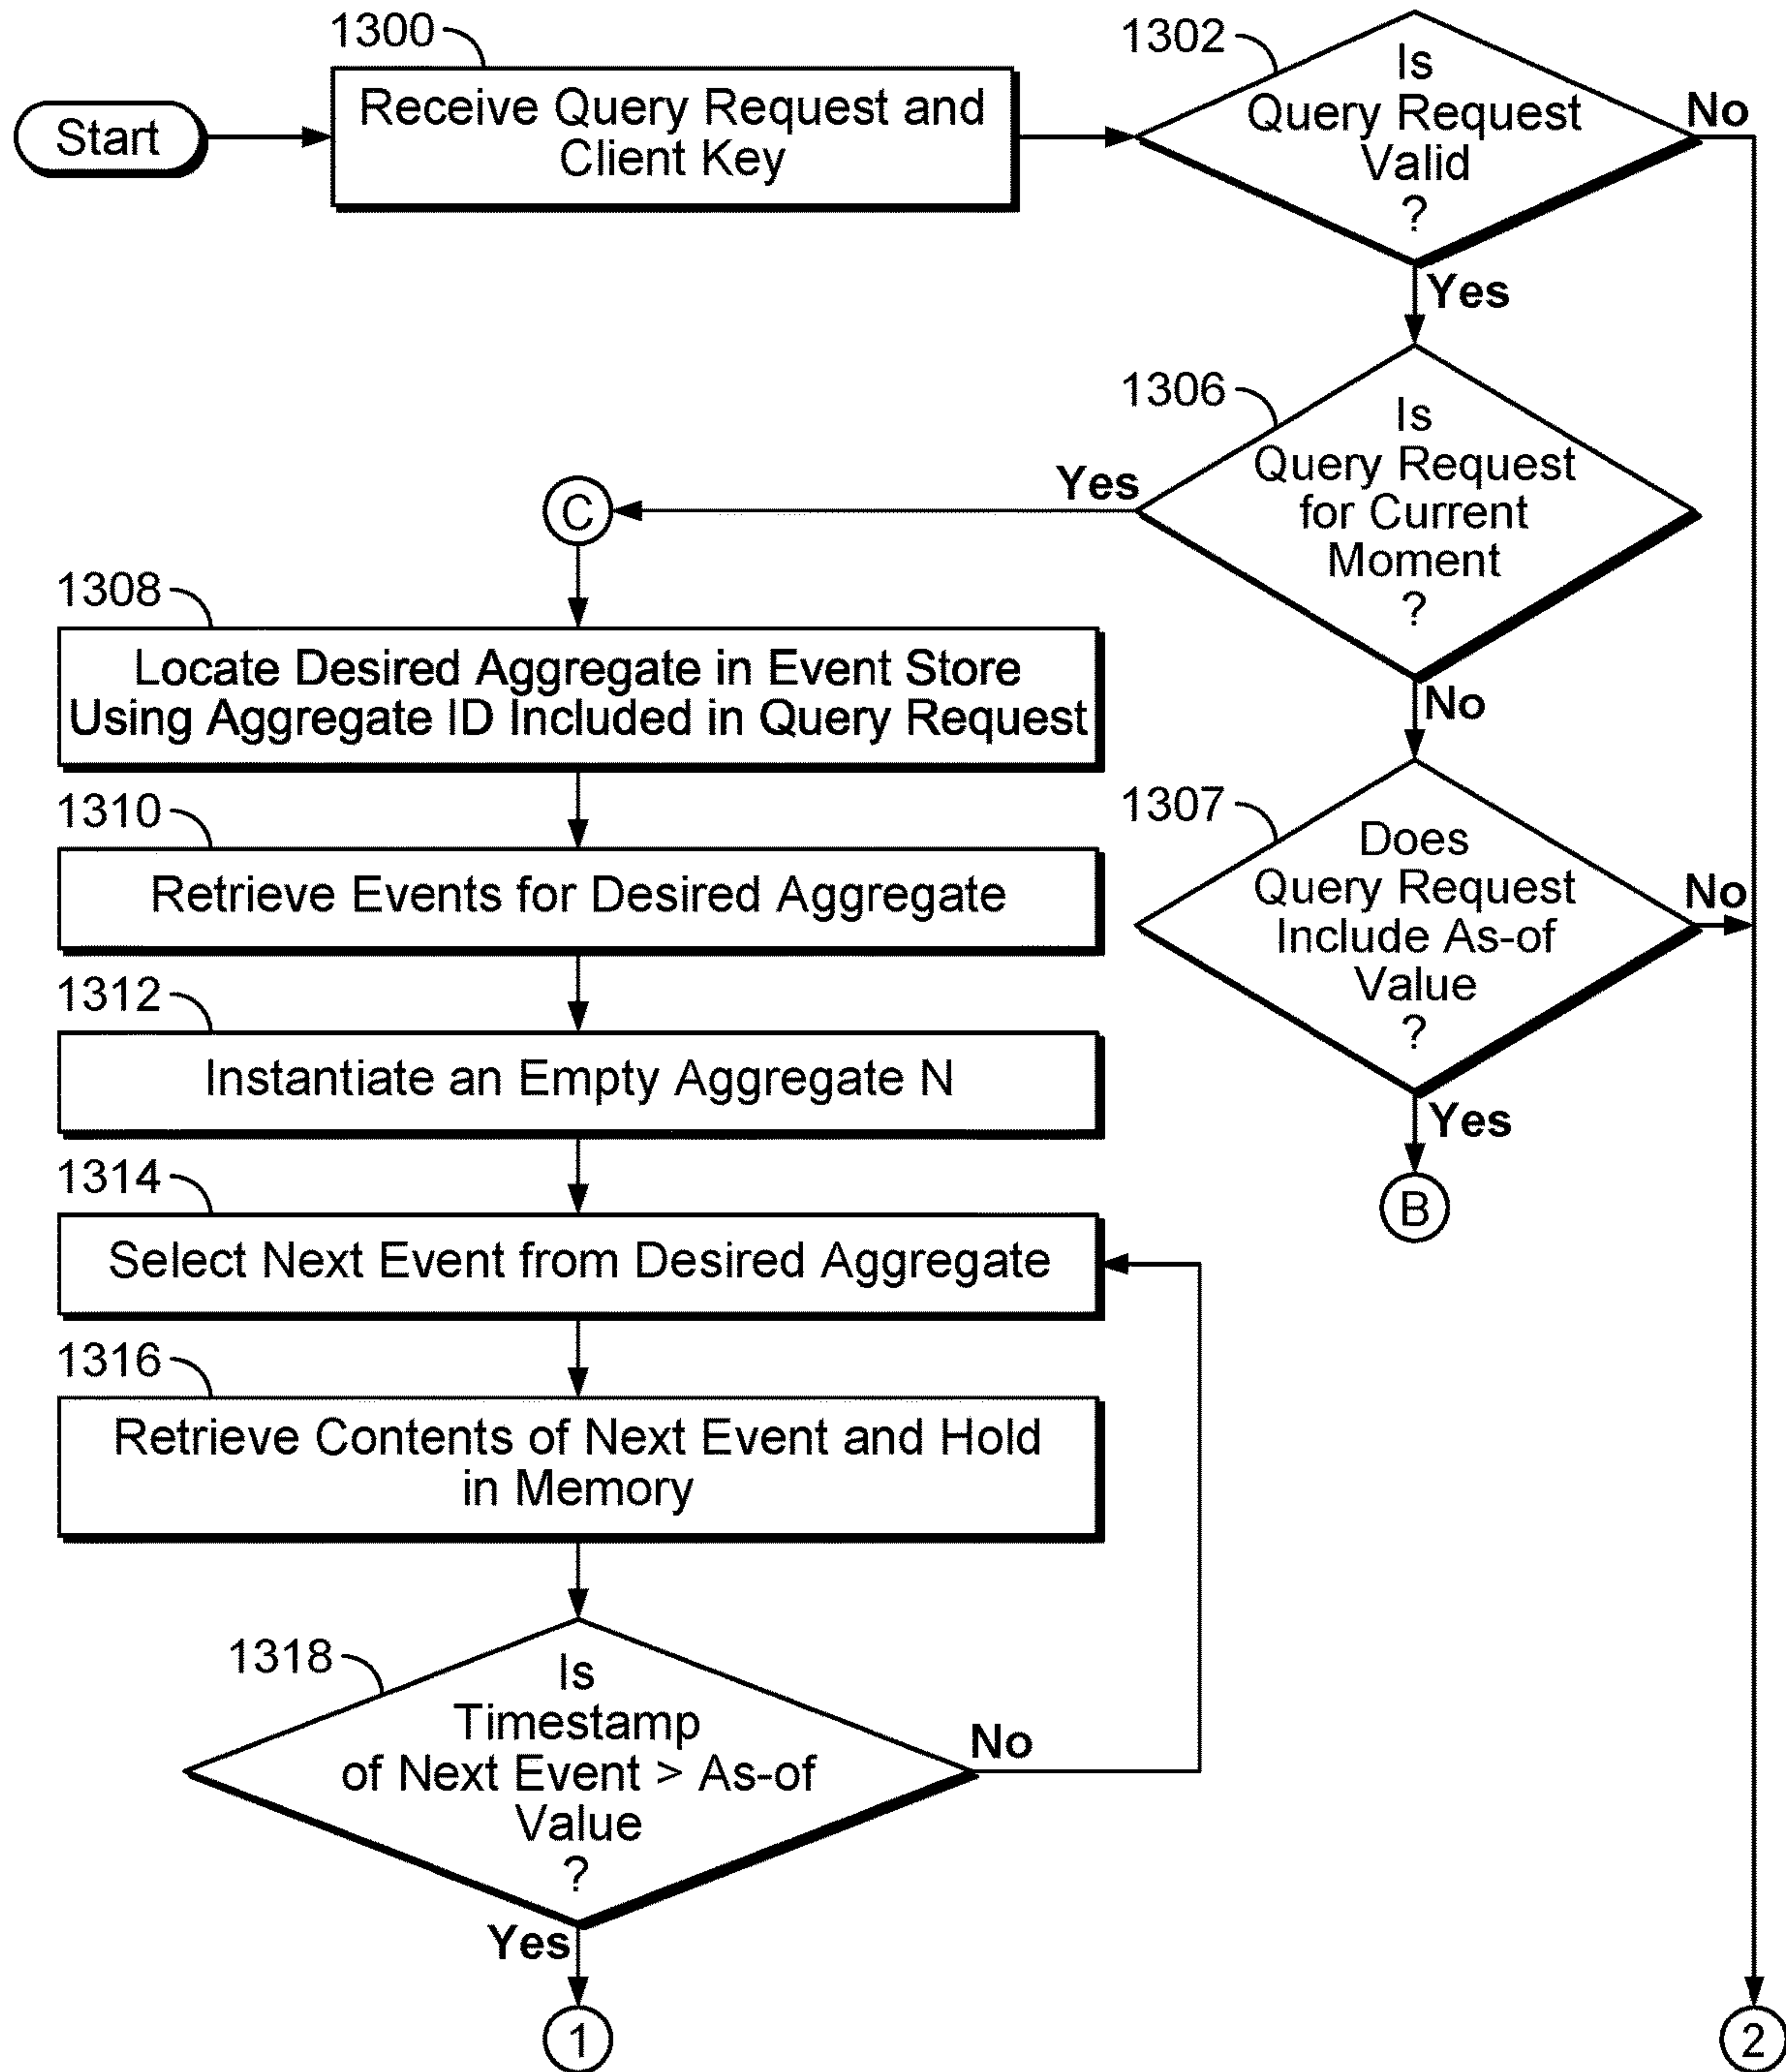 1300
Start
Receive Query Request and
Client Key
1302
Is
Query Request
Valid
?
No
Yes
1306
Is
Query Request
for Current
Moment
?
Yes
No
C
1308
Locate Desired Aggregate in Event Store
Using Aggregate ID Included in Query Request
1307
Does
Query Request
Include As-of
Value
?
No
Yes
B
1310
Retrieve Events for Desired Aggregate
1312
Instantiate an Empty Aggregate N
1314
Select Next Event from Desired Aggregate
1316
Retrieve Contents of Next Event and Hold
in Memory
1318
Is
Timestamp
of Next Event > As-of
Value
?
No
Yes
1
2